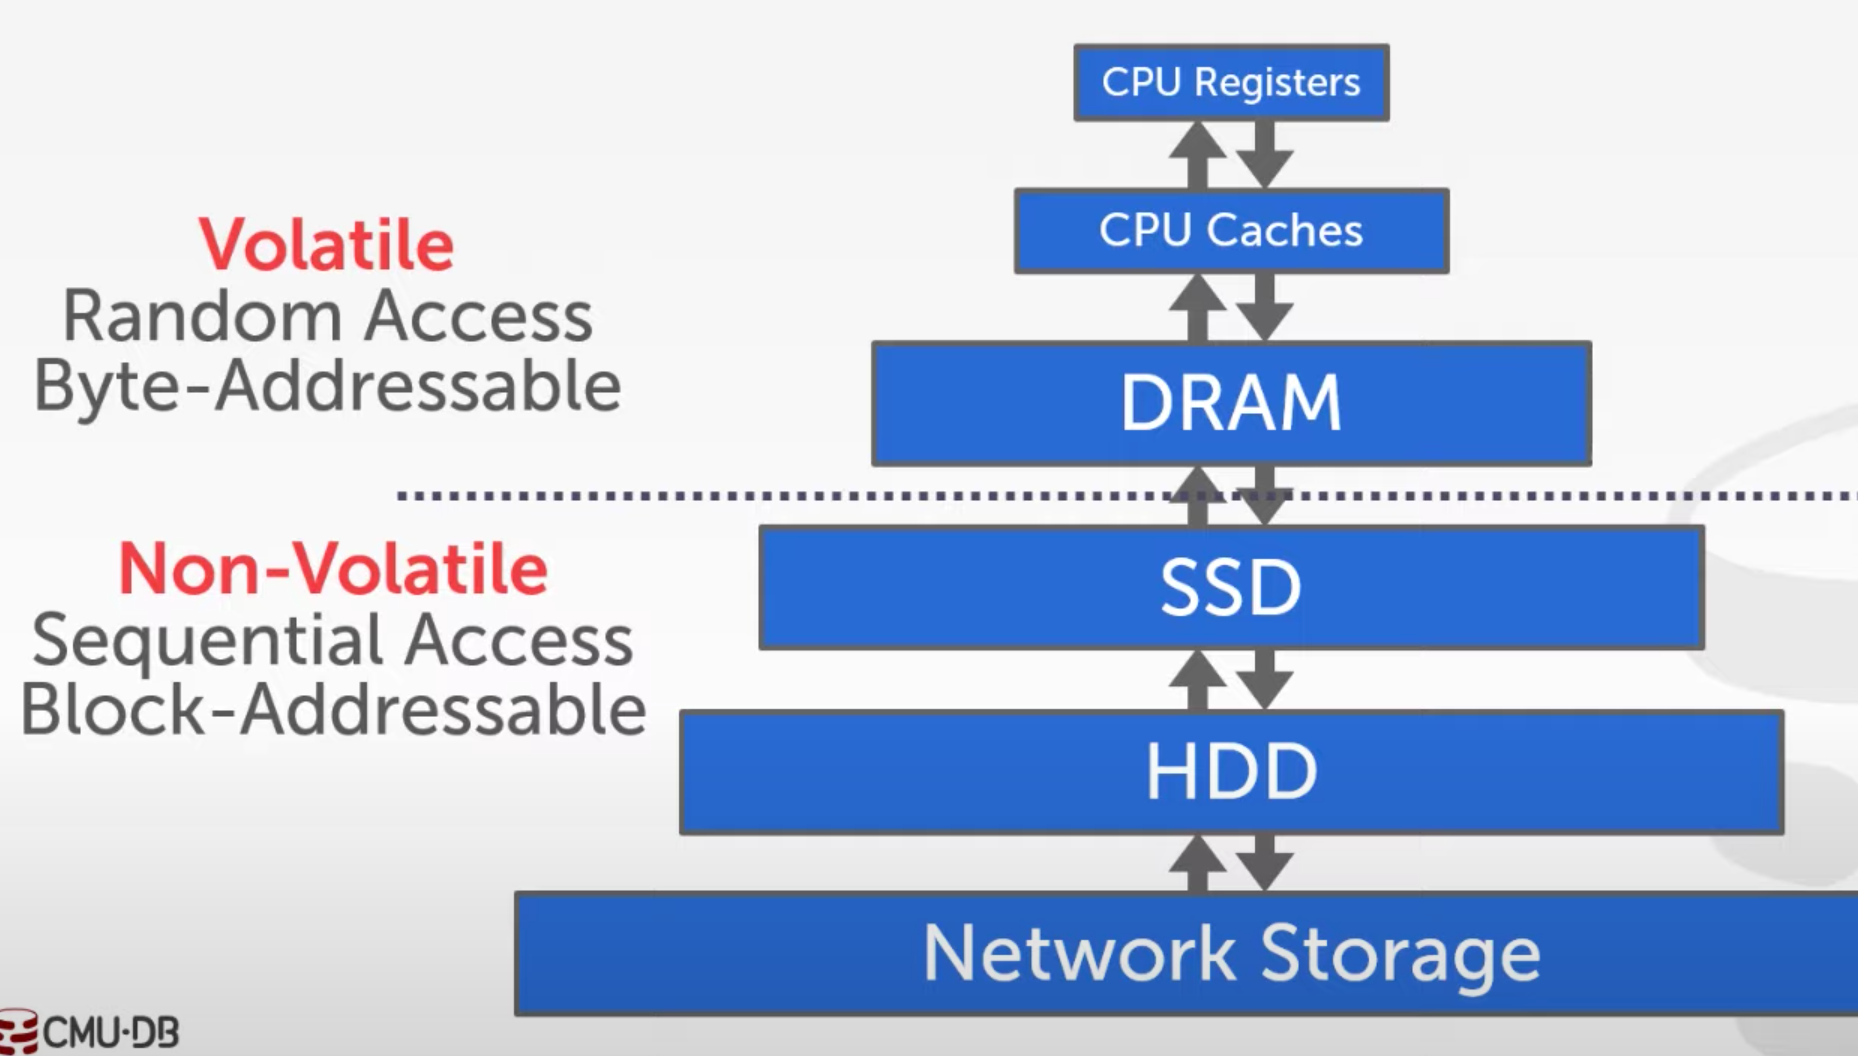 CPU Registers
CPU Caches
Volatile
Random Access
Byte-Addressable
DRAM
Non-Volatile
Sequential Access
Block-Addressable
SSD
HDD
Network Storage
CMU·DB